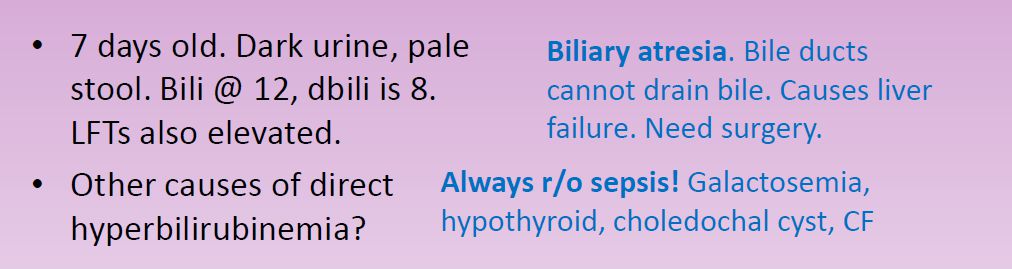 • 7 days old. Dark urine, pale
stool. Bili @ 12, dbili is 8.
LFTs also elevated.
Biliary atresia. Bile ducts
cannot drain bile. Causes liver
failure. Need surgery.
• Other causes of direct
hyperbilirubinemia?
Always r/o sepsis! Galactosemia,
hypothyroid, choledochal cyst, CF